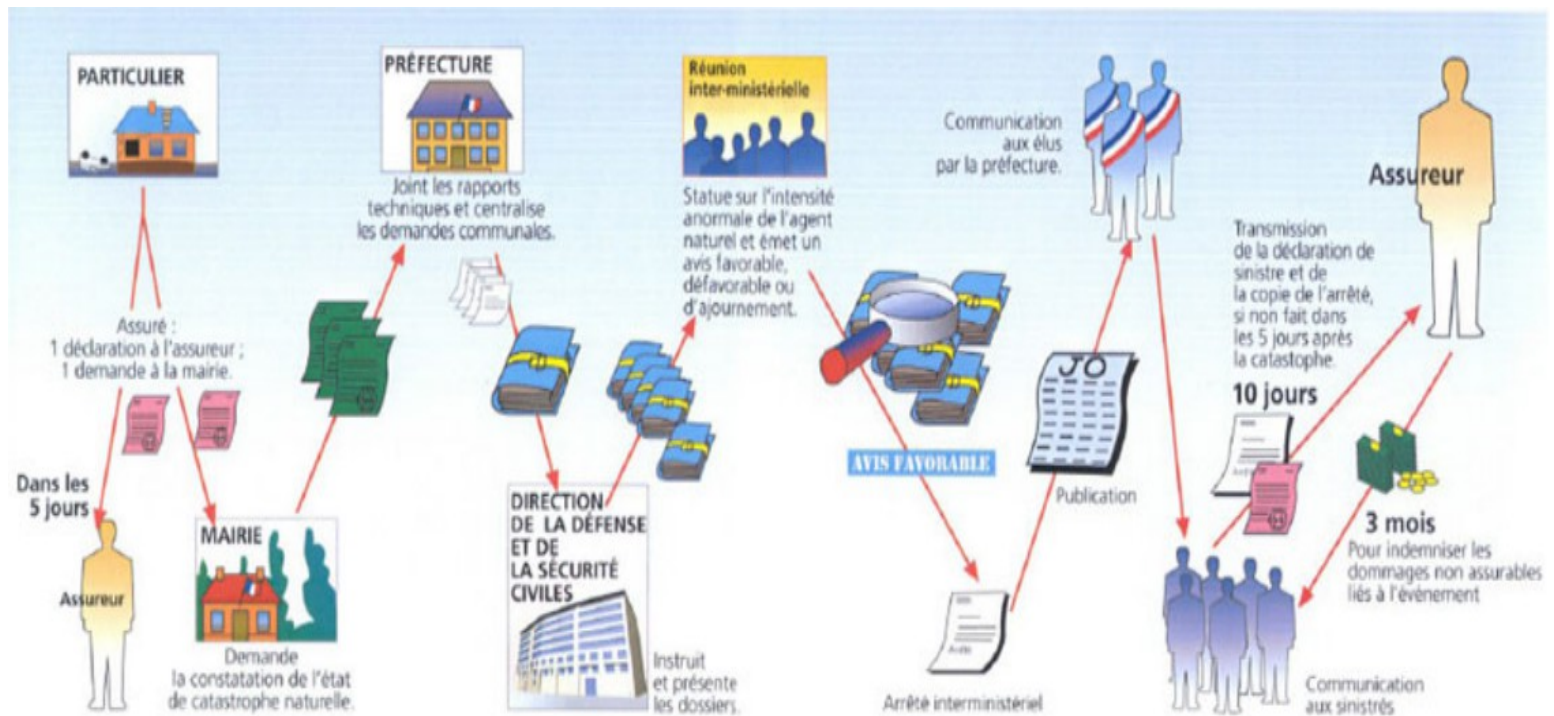 PARTICULIER
Assuré :
1 déclaration à l'assureur ;
1 demande à la mairie.
Dans les
5 jours
Assureur
MAIRIE
Demande
la constatation de l'état
de catastrophe naturelle.
PRÉFECTURE
Joint les rapports
techniques et centralise
les demandes communales.
DIRECTION
DE LA DÉFENSE
ET DE
LA SÉCURITÉ
CIVILES
Instruit
et présente
les dossiers.
Réunion
inter-ministérielle
Statue sur l'intensité
anormale de l'agent
naturel et émet un
avis favorable,
défavorable ou
d'ajournement.
AVIS FAVORABLE
Arrêté
Arrêté interministériel
JO
Publication
Communication
aux élus
par la préfecture.
Communication
aux sinistrés
Transmission
de la déclaration de
sinistre et de
la copie de l'arrêté,
si non fait dans
les 5 jours après
la catastophe.
10 jours
Assureur
3 mois
Pour indemniser les
dommages non assurables
liés à l'événement